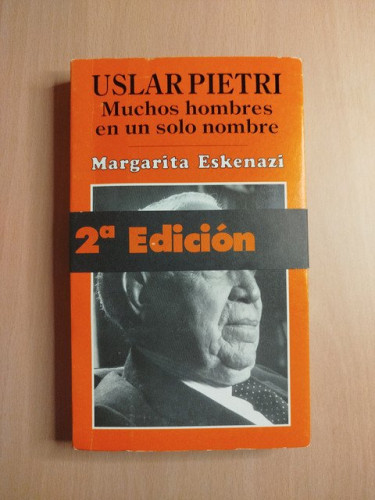 USLAR PIETRI
Muchos hombres
en un solo nombre
Margarita Eskenazi
2ª Edición